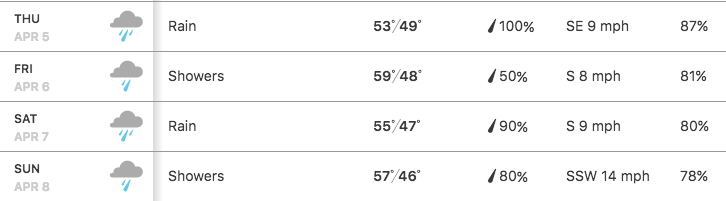 THU
APR 5
Rain
53°/49°
100%
SE 9 mph
87%
FRI
APR 6
Showers
59°/48°
50%
S 8 mph
81%
SAT
APR 7
Rain
55°/47°
90%
S 9 mph
80%
SUN
APR 8
Showers
57°/46°
80%
SSW 14 mph
78%